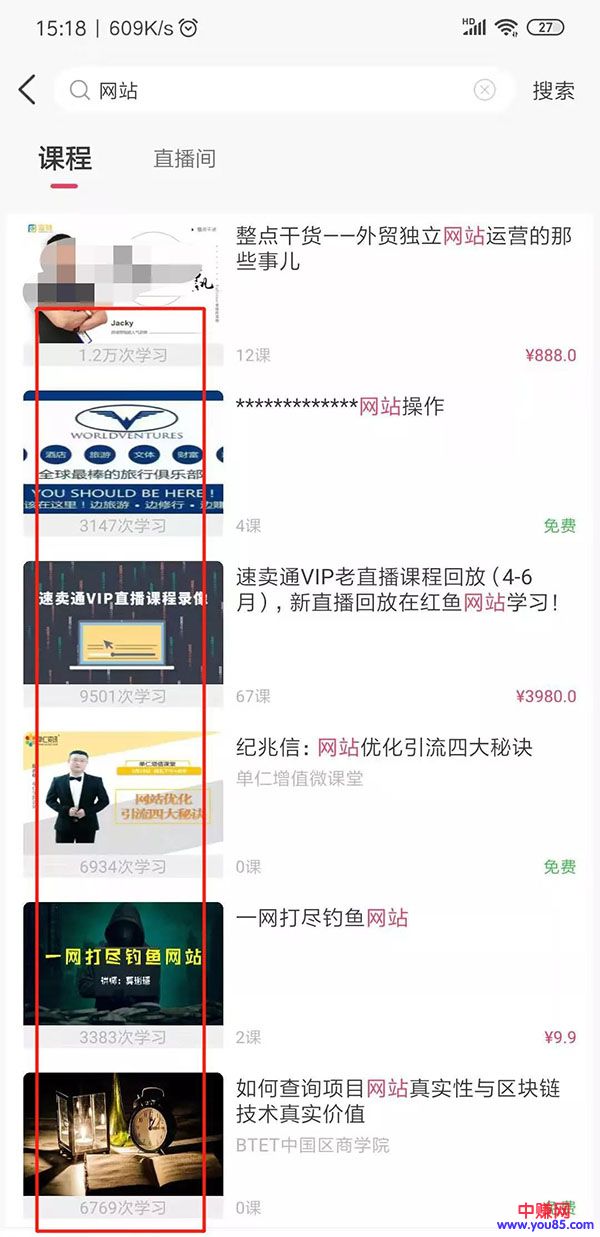 15:18 | 609K/s
HD
27
网站
搜索
课程
直播间
整点干货
Jacky
1.2万次学习
整点干货——外贸独立网站运营的那
些事儿
12课
¥888.0
WORLDVENTURES
酒店 旅游 文体 财富
全球最棒的旅行俱乐部
YOU SHOULD BE HERE!
该在这里!边旅游·边修行·边赚
3147次学习
*************网站操作
4课
免费
速卖通VIP直播课程录像
9501次学习
速卖通VIP老直播课程回放(4-6
月),新直播回放在红鱼网站学习!
67课
¥3980.0
单仁增值课堂
网站优化
引流四大秘诀
6934次学习
纪兆信:网站优化引流四大秘诀
单仁增值微课堂
0课
免费
一网打尽钓鱼网站
3383次学习
一网打尽钓鱼网站
2课
¥9.9
6769次学习
如何查询项目网站真实性与区块链
技术真实价值
BTET中国区商学院
0课
免费
中赚网
www.you85.com